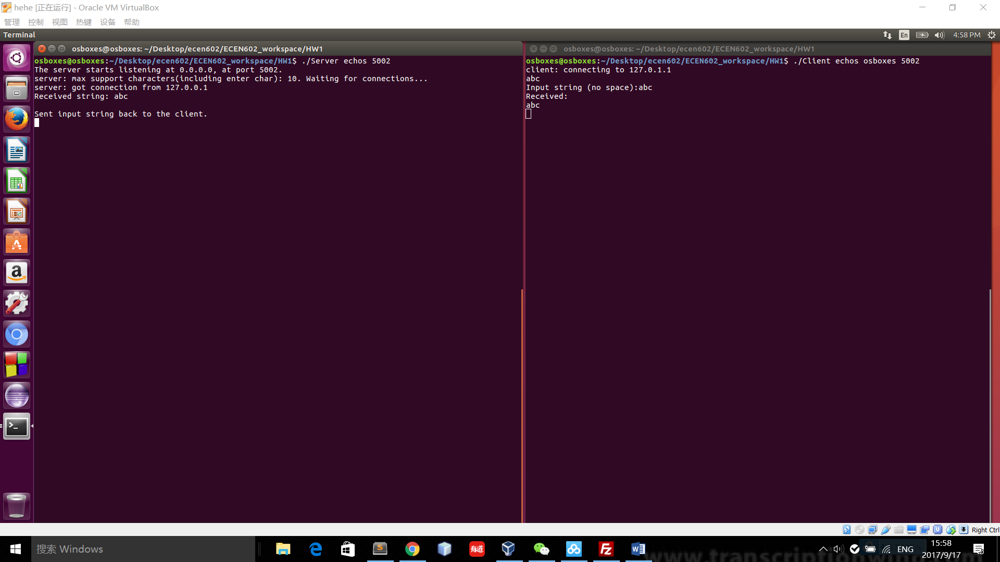 hehe [正在运行] - Oracle VM VirtualBox
管理 控制 视图 热键 设备 帮助
Terminal
En
4:58 PM
osboxes@osboxes: ~/Desktop/ecen602/ECEN602_workspace/HW1
osboxes@osboxes:~/Desktop/ecen602/ECEN602_workspace/HW1$ ./Server echos 5002
The server starts listening at 0.0.0.0, at port 5002.
server: max support characters(including enter char): 10. Waiting for connections...
server: got connection from 127.0.0.1
Received string: abc
Sent input string back to the client.
osboxes@osboxes: ~/Desktop/ecen602/ECEN602_workspace/HW1
osboxes@osboxes:~/Desktop/ecen602/ECEN602_workspace/HW1$ ./Client echos osboxes 5002
client: connecting to 127.0.1.1
abc
Input string (no space):abc
Received:
abc
Right Ctrl
搜索 Windows
有道
ENG
15:58
2017/9/17